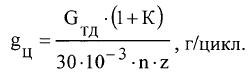 g_Ц = G_ТД · (1+К) / 30·10⁻³ · n · z , г/цикл.